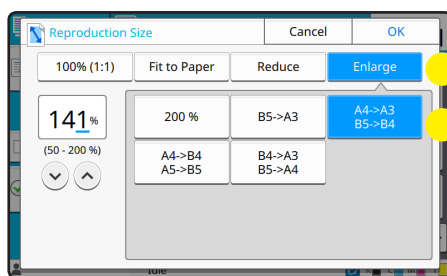 Reproduction Size
Cancel
OK
100% (1:1)
Fit to Paper
Reduce
Enlarge
141%
(50 - 200 %)
200 %
B5->A3
A4->A3
B5->B4
A4->B4
A5->B5
B4->A3
B5->A4
Idle